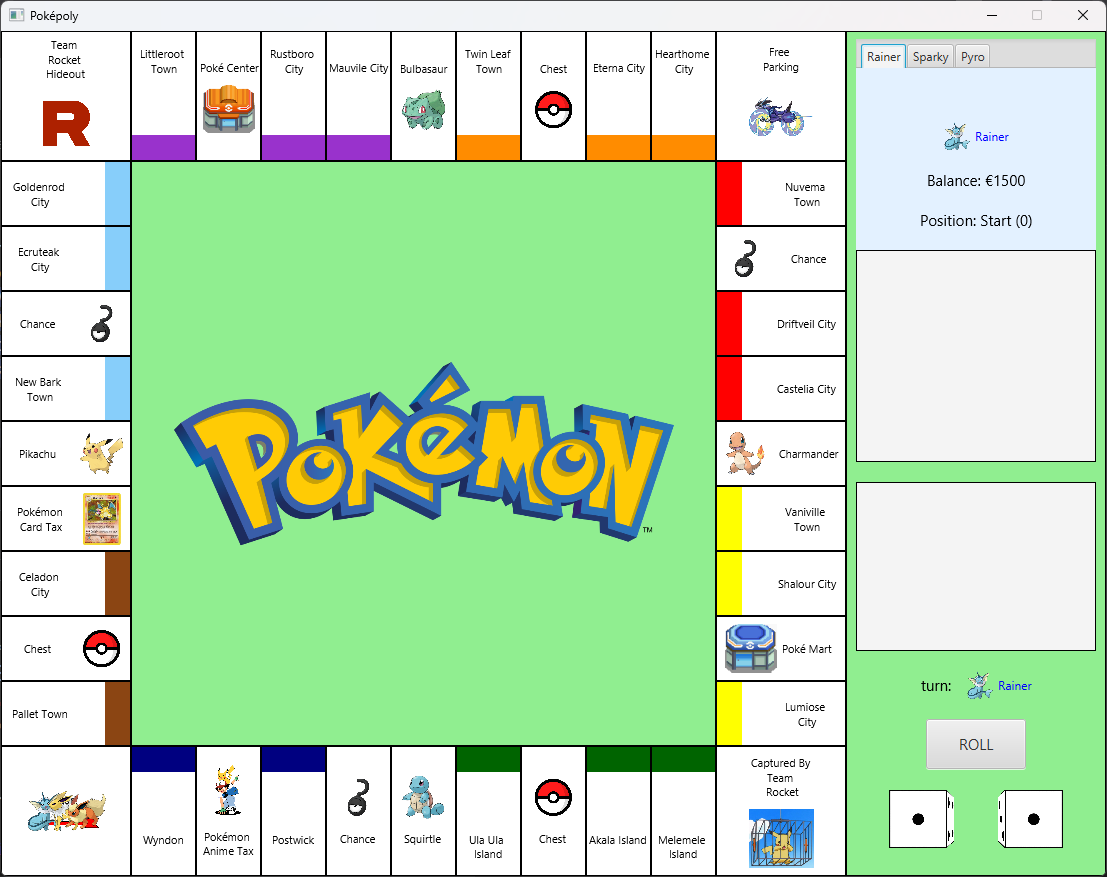 Poképoly
Team
Rocket
Hideout
R
Littleroot
Town
Poké Center
Rustboro
City
Mauvile City
Bulbasaur
Twin Leaf
Town
Chest
Eterna City
Hearthome
City
Free
Parking
Goldenrod
City
Ecruteak
City
Chance
New Bark
Town
Pikachu
Pokémon
Card Tax
Celadon
City
Chest
Pallet Town
POKéMON
TM
Nuvema
Town
Chance
Driftveil City
Castelia City
Charmander
Vaniville
Town
Shalour City
Poké Mart
Lumiose
City
Wyndon
Pokémon
Anime Tax
Postwick
Chance
Squirtle
Ula Ula
Island
Chest
Akala Island
Melemele
Island
Captured By
Team
Rocket
Rainer
Sparky
Pyro
Rainer
Balance: €1500
Position: Start (0)
turn:
Rainer
ROLL